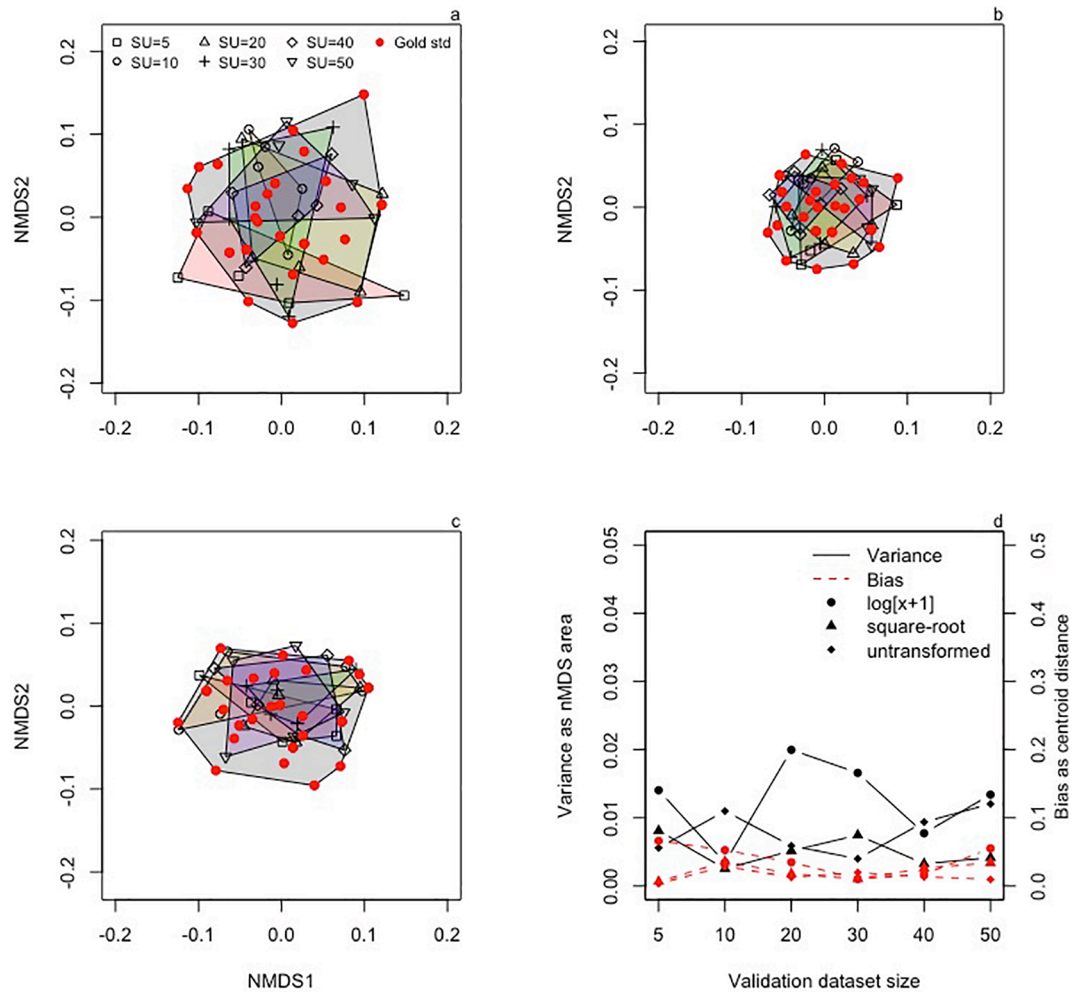 a
SU=5 SU=20 SU=40 Gold std
SU=10 SU=30 SU=50
NMDS2
0.2
0.1
0.0
-0.1
-0.2
-0.2 -0.1 0.0 0.1 0.2
b
NMDS2
0.2
0.1
0.0
-0.1
-0.2
-0.2 -0.1 0.0 0.1 0.2
c
NMDS2
0.2
0.1
0.0
-0.1
-0.2
-0.2 -0.1 0.0 0.1 0.2
NMDS1
d
Variance
Bias
log[x+1]
square-root
untransformed
Variance as nMDS area
0.05
0.04
0.03
0.02
0.01
0.00
Bias as centroid distance
0.5
0.4
0.3
0.2
0.1
0.0
5 10 20 30 40 50
Validation dataset size